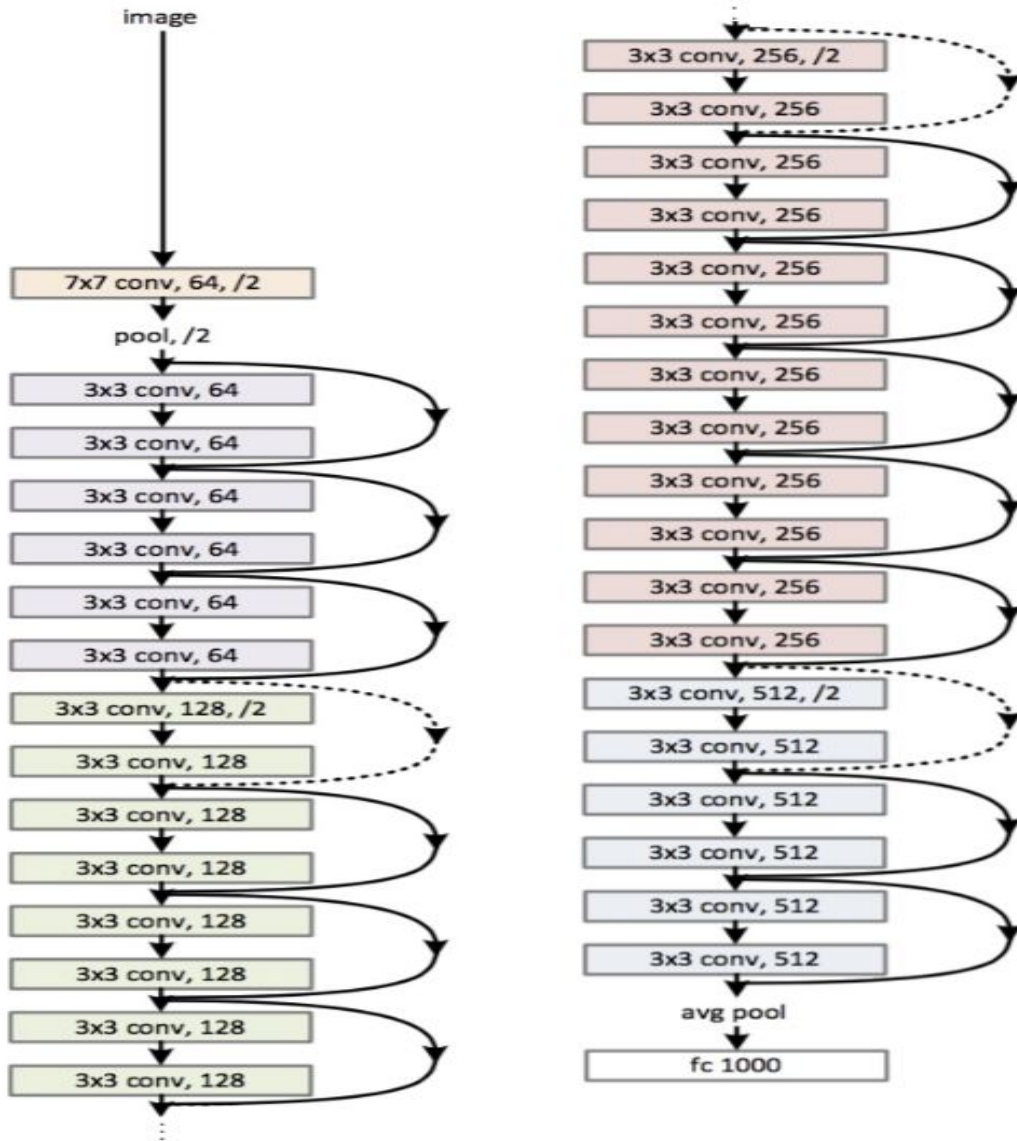 image
7x7 conv, 64, /2
pool, /2
3x3 conv, 64
3x3 conv, 64
3x3 conv, 64
3x3 conv, 64
3x3 conv, 64
3x3 conv, 64
3x3 conv, 128, /2
3x3 conv, 128
3x3 conv, 128
3x3 conv, 128
3x3 conv, 128
3x3 conv, 128
3x3 conv, 128
3x3 conv, 128
3x3 conv, 256, /2
3x3 conv, 256
3x3 conv, 256
3x3 conv, 256
3x3 conv, 256
3x3 conv, 256
3x3 conv, 256
3x3 conv, 256
3x3 conv, 256
3x3 conv, 256
3x3 conv, 256
3x3 conv, 256
3x3 conv, 512, /2
3x3 conv, 512
3x3 conv, 512
3x3 conv, 512
3x3 conv, 512
3x3 conv, 512
avg pool
fc 1000